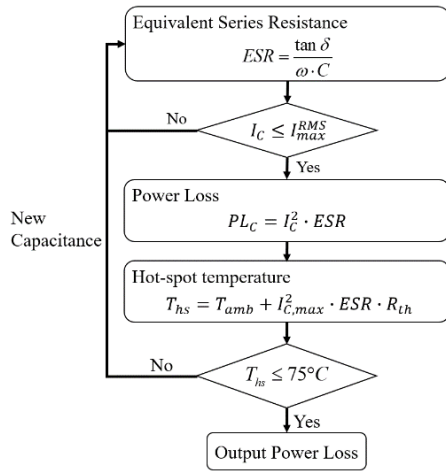 Equivalent Series Resistance
ESR = tan δ / ω · C
No
I_C ≤ I_max^RMS
Yes
Power Loss
PL_C = I_C^2 · ESR
New
Capacitance
Hot-spot temperature
T_hs = T_amb + I_C,max^2 · ESR · R_th
No
T_hs ≤ 75°C
Yes
Output Power Loss